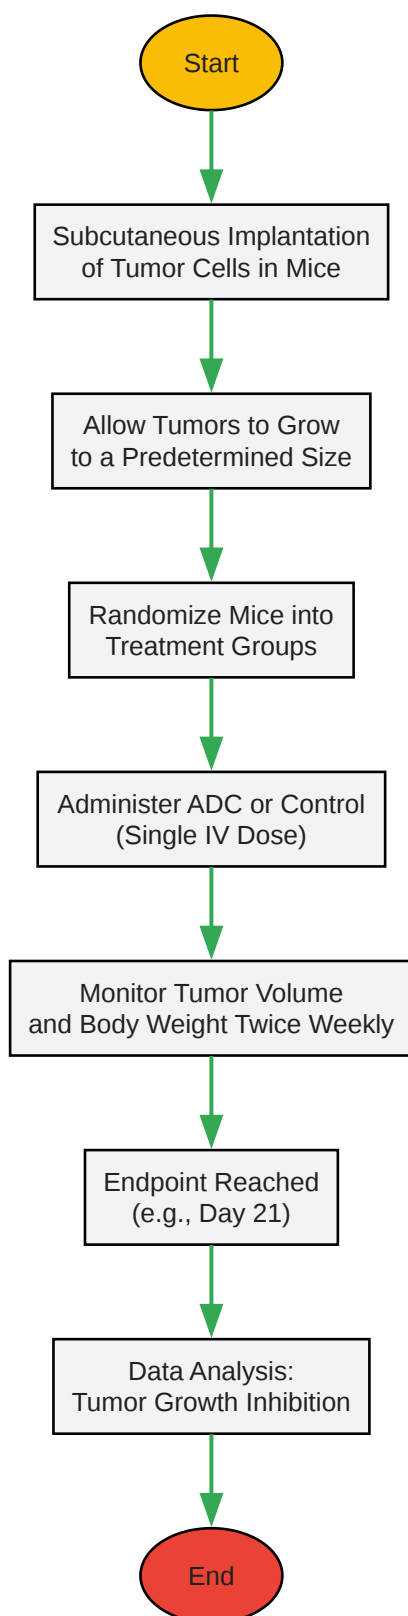 Start
Subcutaneous Implantation
of Tumor Cells in Mice
Allow Tumors to Grow
to a Predetermined Size
Randomize Mice into
Treatment Groups
Administer ADC or Control
(Single IV Dose)
Monitor Tumor Volume
and Body Weight Twice Weekly
Endpoint Reached
(e.g., Day 21)
Data Analysis:
Tumor Growth Inhibition
End